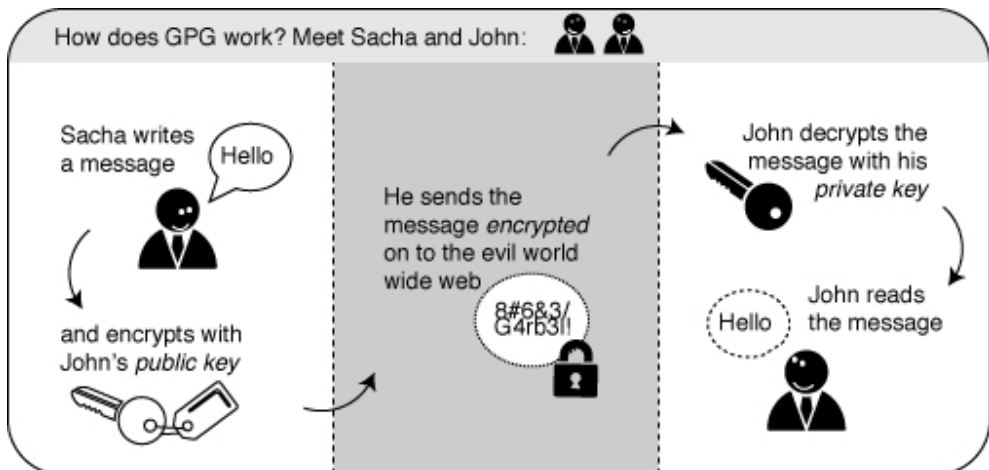 How does GPG work? Meet Sacha and John:
Sacha writes
a message
Hello
and encrypts with
John's public key
He sends the
message encrypted
on to the evil world
wide web
8#6&3/
G4rb3l!
John decrypts the
message with his
private key
John reads
the message
Hello